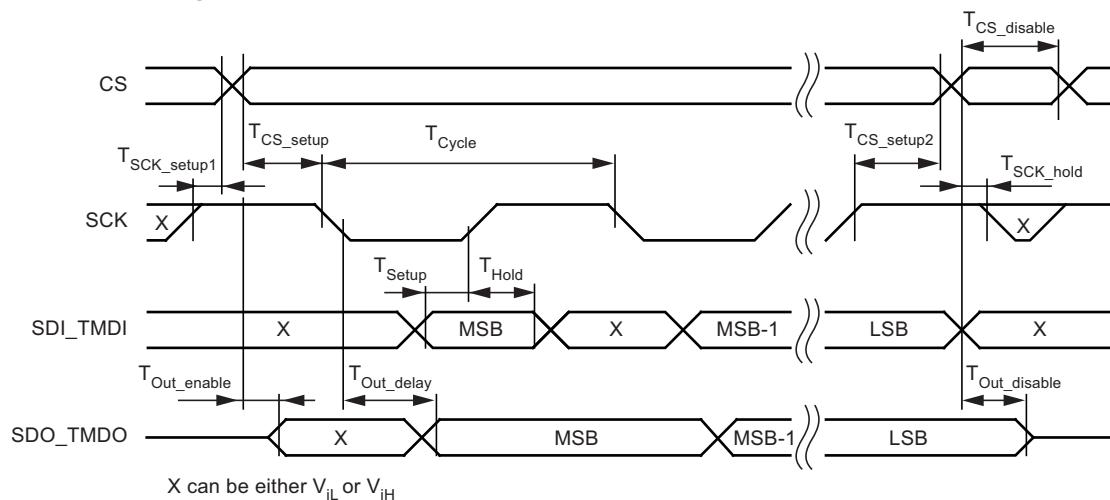 T_CS_disable
CS
T_CS_setup
T_Cycle
T_CS_setup2
T_SCK_setup1
T_SCK_hold
SCK
X
X
T_Setup
T_Hold
SDI_TMDI
X
MSB
X
MSB-1
LSB
X
T_Out_enable
T_Out_delay
T_Out_disable
SDO_TMDO
X
MSB
MSB-1
LSB
X can be either V_iL or V_iH